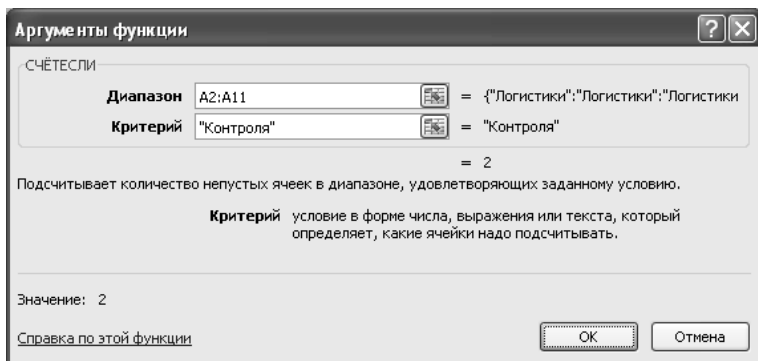 Аргументы функции
СЧЁТЕСЛИ
Диапазон A2:A11 = {"Логистики":"Логистики":"Логистики
Критерий "Контроля" = "Контроля"
= 2
Подсчитывает количество непустых ячеек в диапазоне, удовлетворяющих заданному условию.
Критерий условие в форме числа, выражения или текста, который
определяет, какие ячейки надо подсчитывать.
Значение: 2
Справка по этой функции
ОК Отмена